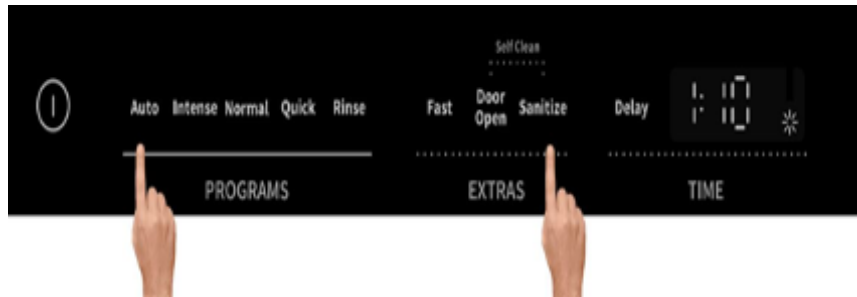 Self Clean
Auto Intense Normal Quick Rinse Fast Door Open Sanitize Delay 1:10
PROGRAMS EXTRAS TIME